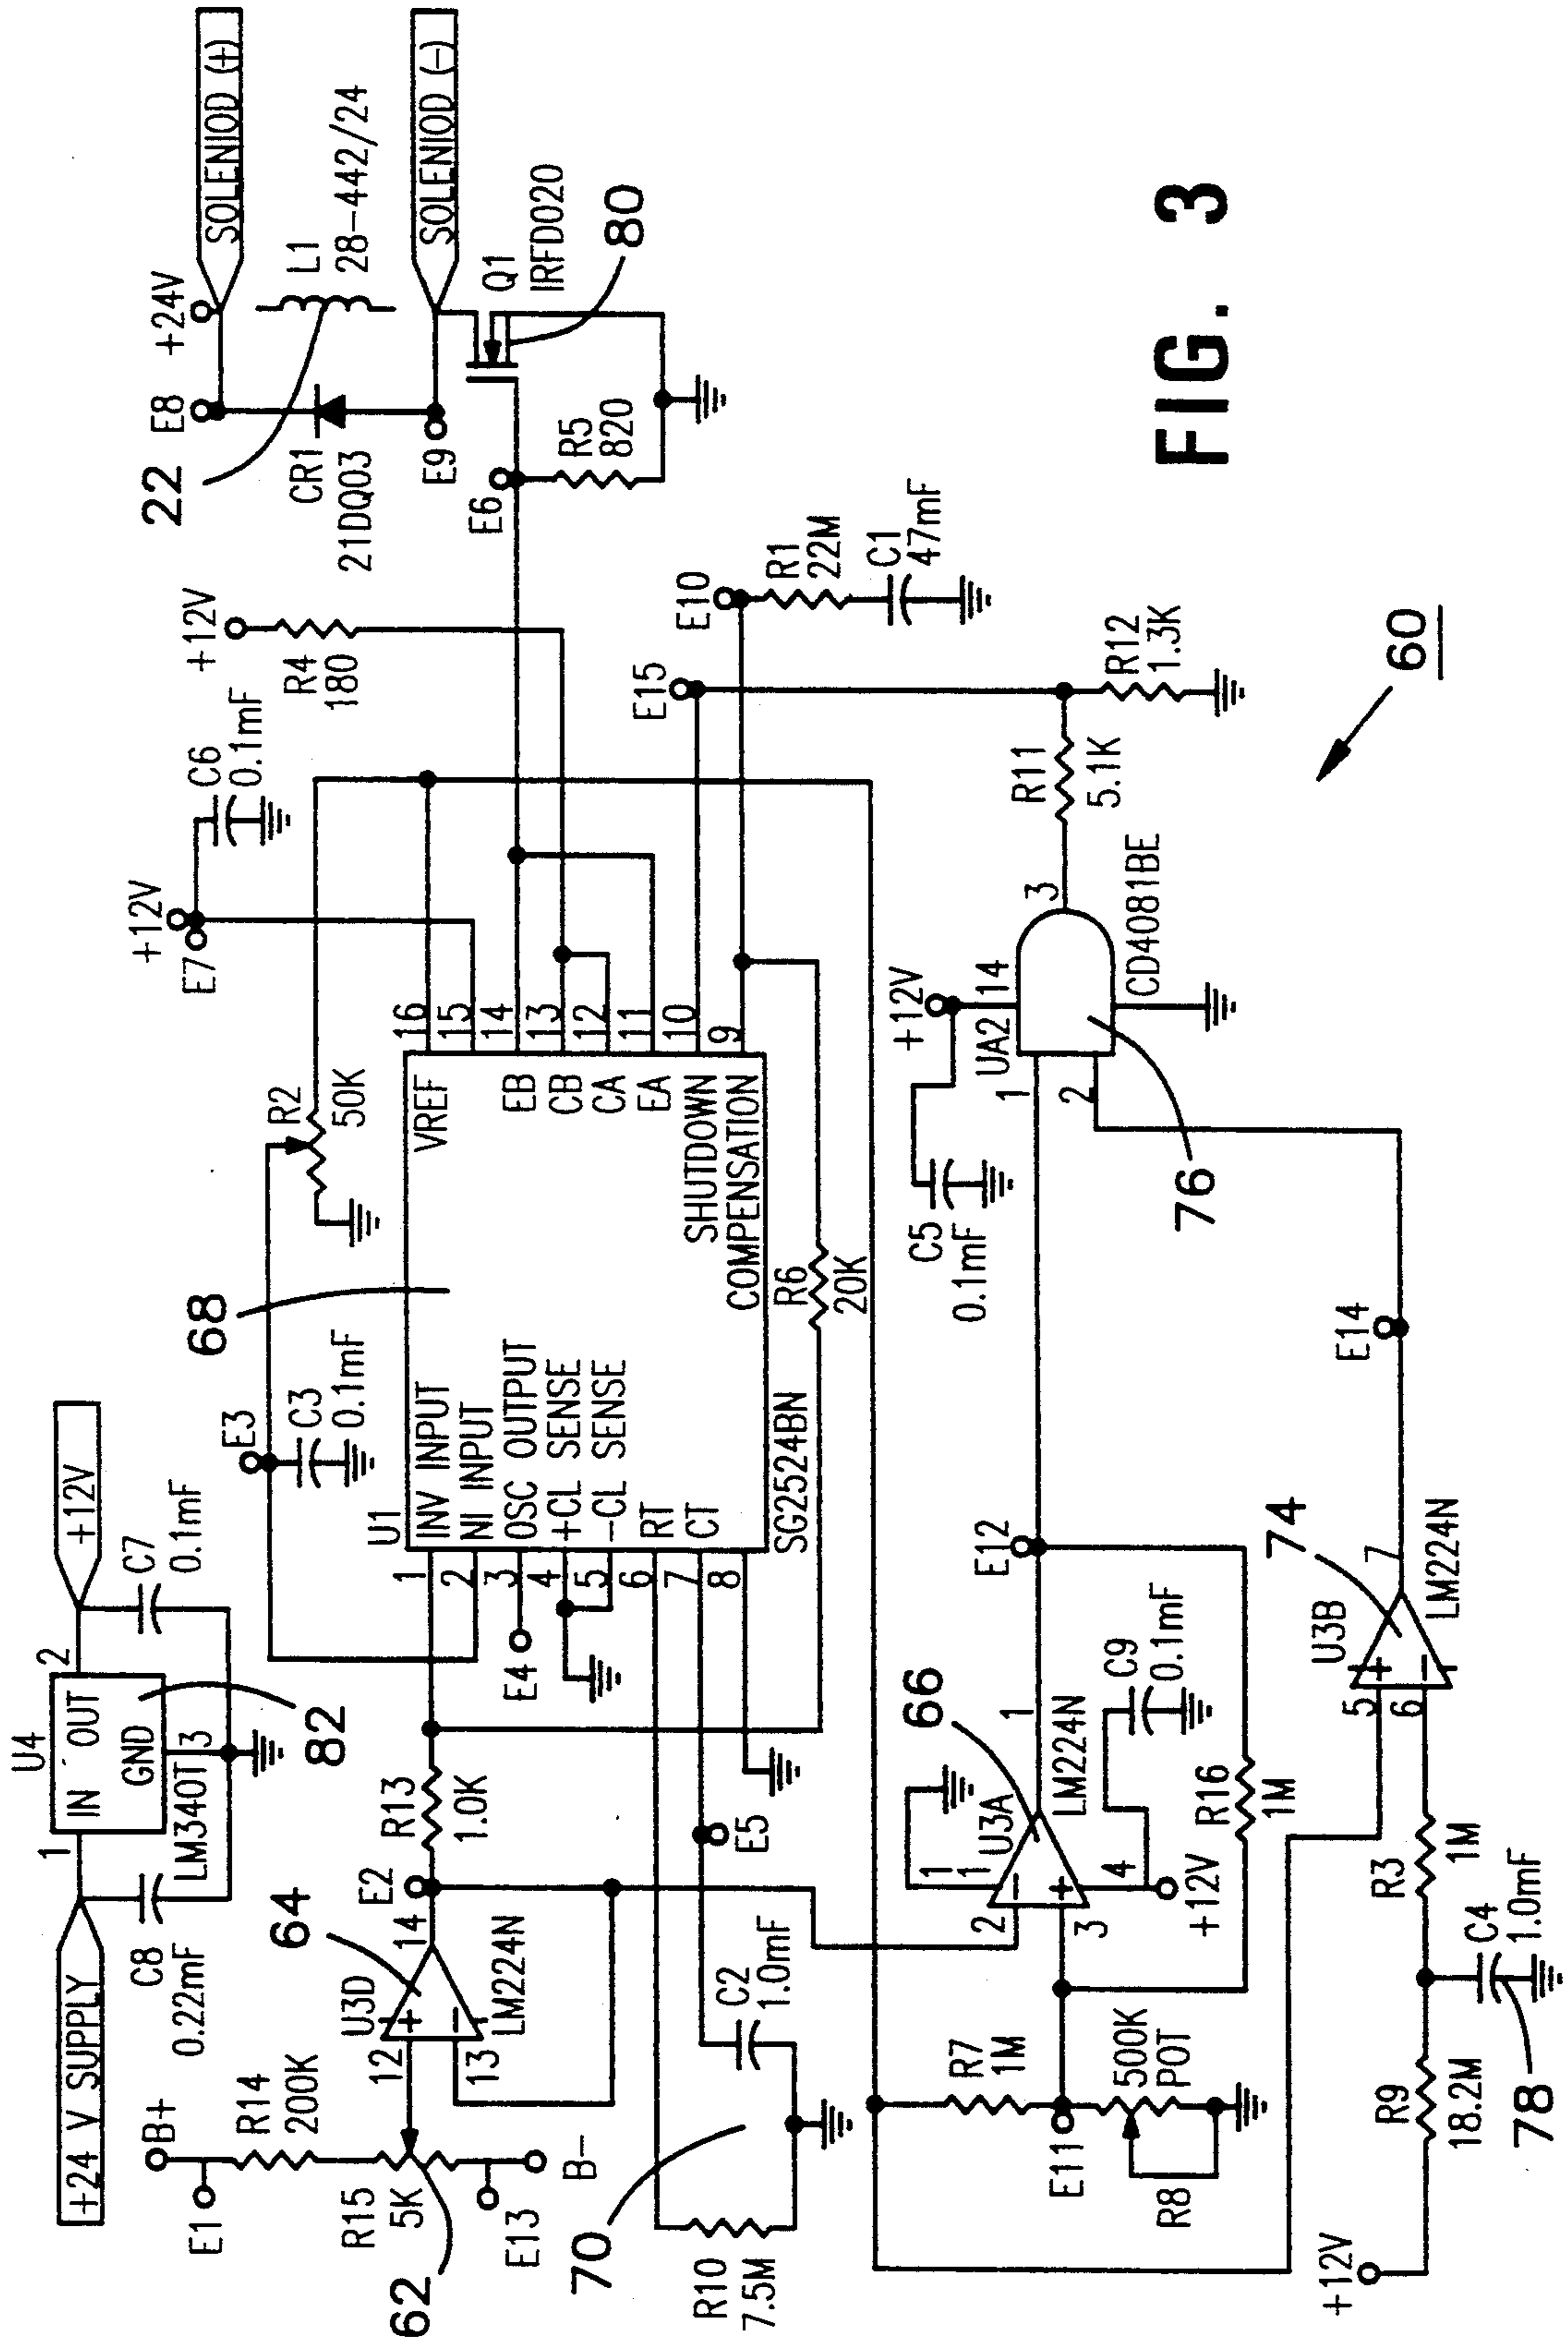 +24 V SUPPLY
1
U4
IN OUT
GND
2
3
LM340T
82
C8
0.22mF
C7
0.1mF
+12V
E1
B+
R14
200K
R15
5K
62
E13
B-
U3D
12
13
14
+
−
LM224N
64
E2
R13
1.0K
70
R10
7.5M
C2
1.0mF
E5
E4
E3
C3
0.1mF
68
R2
50K
U1
1
2
3
4
5
6
7
8
INV INPUT
NI INPUT
OSC OUTPUT
+CL SENSE
-CL SENSE
RT
CT
SG2524BN
VREF
EB
CB
CA
EA
SHUTDOWN
COMPENSATION
16
15
14
13
12
11
10
9
R6
20K
+12V
E7
C6
0.1mF
+12V
R4
180
E15
E10
R1
22M
C1
47mF
E6
R5
820
22
E8
+24V
SOLENIOD (+)
CR1
21DQ03
L1
28-442/24
E9
SOLENIOD (-)
Q1
IRFD020
80
R7
1M
E11
R8
500K
POT
2
3
−
+
U3A
11
4
+12V
LM224N
66
1
C9
0.1mF
R16
1M
E12
+12V
C5
0.1mF
UA2
14
1
2
3
CD4081BE
76
R11
5.1K
R12
1.3K
60
+12V
R9
18.2M
78
C4
1.0mF
R3
1M
5
6
+
−
U3B
7
LM224N
74
E14
FIG. 3